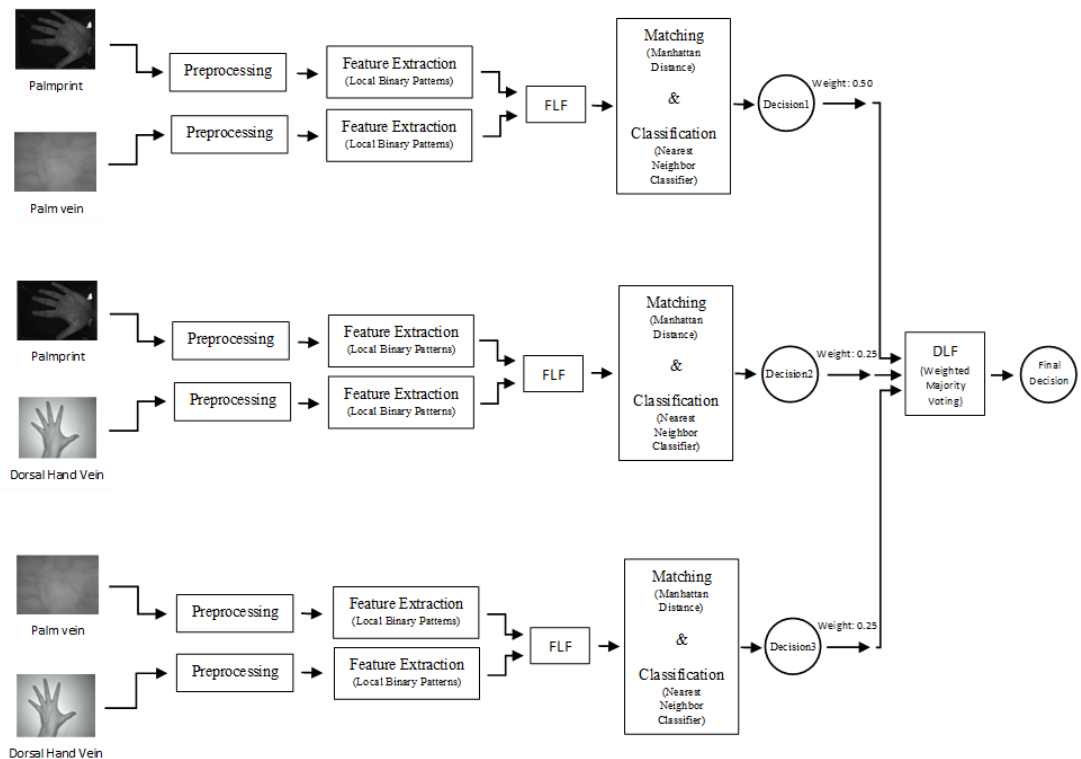 Palmprint
Preprocessing
Feature Extraction
(Local Binary Patterns)
Palm vein
Preprocessing
Feature Extraction
(Local Binary Patterns)
FLF
Matching
(Manhattan
Distance)
&
Classification
(Nearest
Neighbor
Classifier)
Decision1
Weight: 0.50
Palmprint
Preprocessing
Feature Extraction
(Local Binary Patterns)
Dorsal Hand Vein
Preprocessing
Feature Extraction
(Local Binary Patterns)
FLF
Matching
(Manhattan
Distance)
&
Classification
(Nearest
Neighbor
Classifier)
Decision2
Weight: 0.25
DLF
(Weighted
Majority
Voting)
Final
Decision
Palm vein
Preprocessing
Feature Extraction
(Local Binary Patterns)
Dorsal Hand Vein
Preprocessing
Feature Extraction
(Local Binary Patterns)
FLF
Matching
(Manhattan
Distance)
&
Classification
(Nearest
Neighbor
Classifier)
Decision3
Weight: 0.25